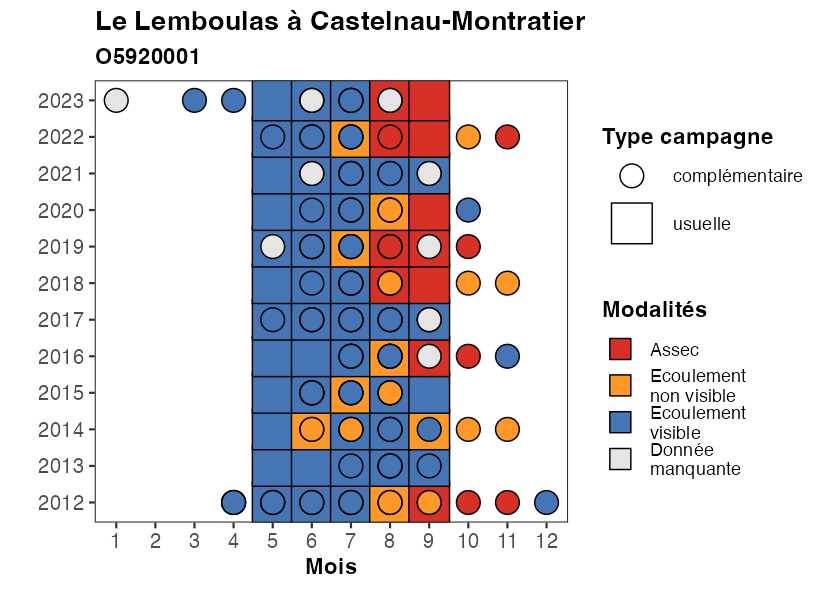 Le Lemboulas à Castelnau-Montratier
O5920001
2023
2022
2021
2020
2019
2018
2017
2016
2015
2014
2013
2012
1 2 3 4 5 6 7 8 9 10 11 12
Mois
Type campagne
complémentaire
usuelle
Modalités
Assec
Ecoulement
non visible
Ecoulement
visible
Donnée
manquante